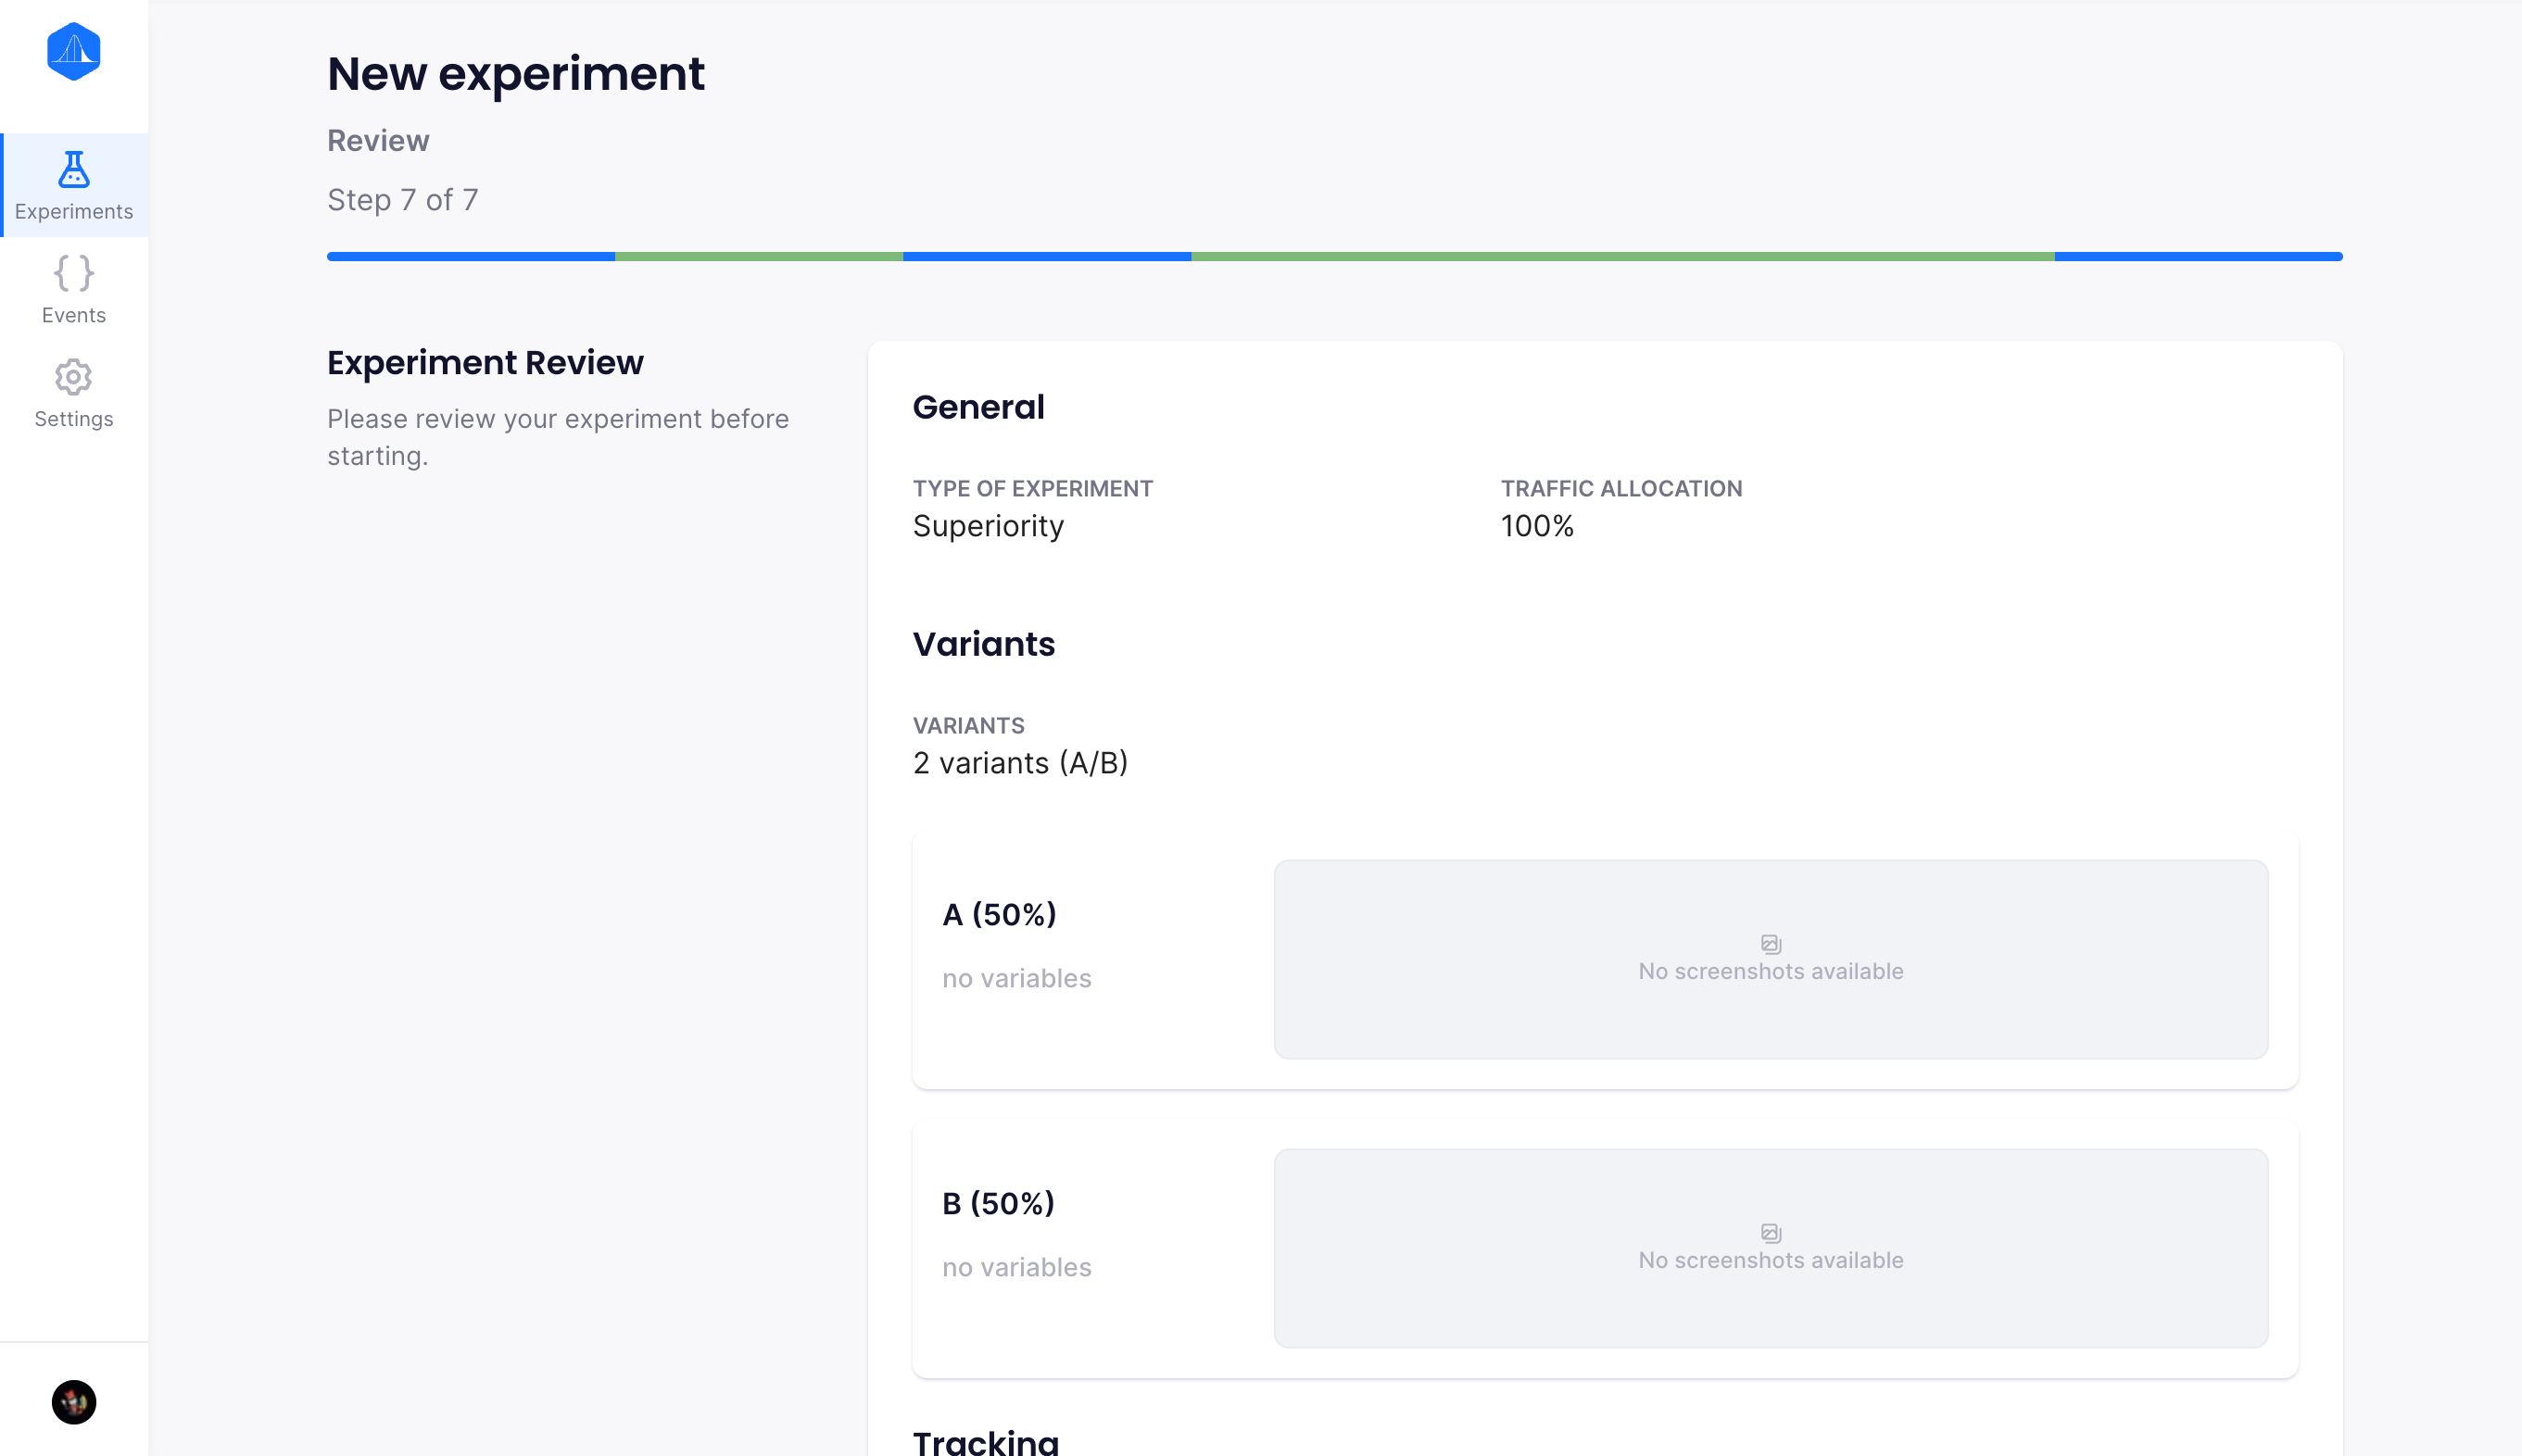 New experiment
Review
Step 7 of 7
Experiments
Events
Settings
Experiment Review
Please review your experiment before
starting.
General
TYPE OF EXPERIMENT
Superiority
TRAFFIC ALLOCATION
100%
Variants
VARIANTS
2 variants (A/B)
A (50%)
no variables
No screenshots available
B (50%)
no variables
No screenshots available
Tracking